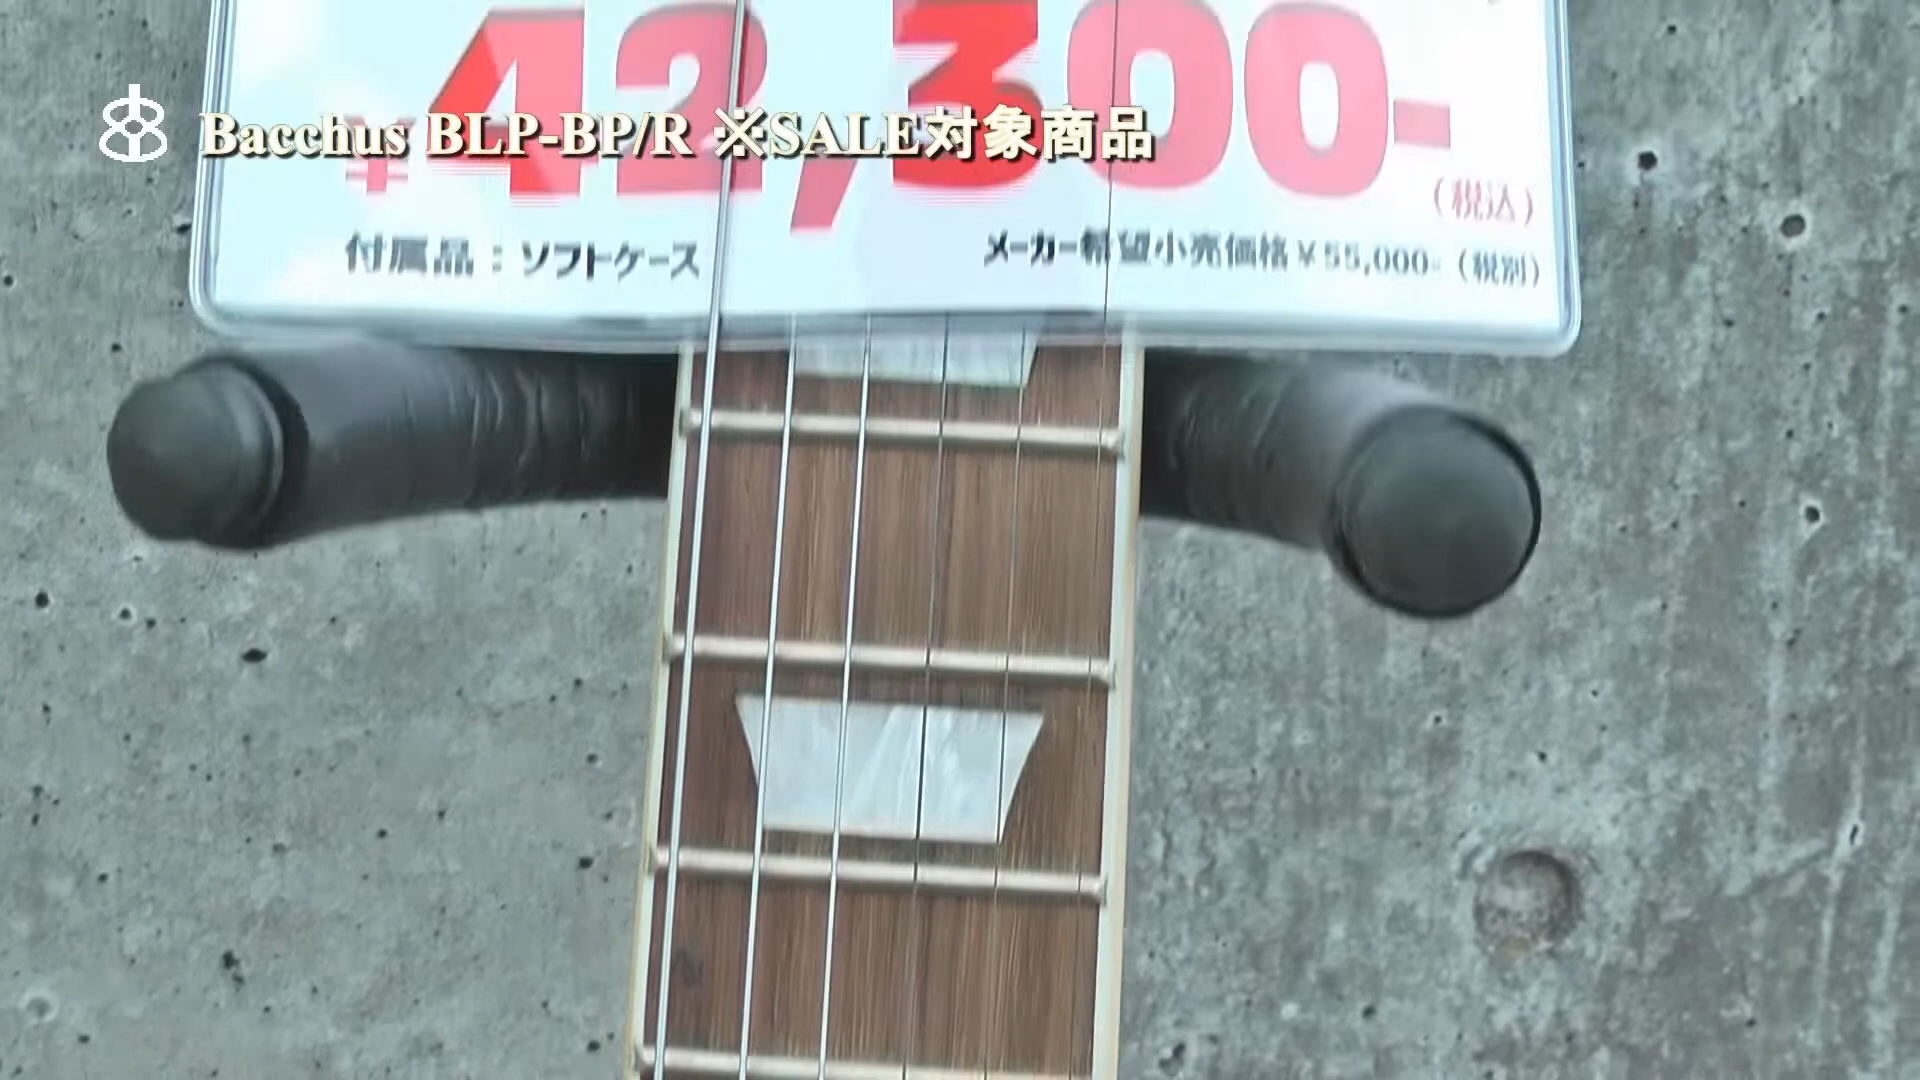 ¥42,300-
Bacchus BLP-BP/R ※SALE対象商品
(税込)
付属品：ソフトケース
メーカー希望小売価格￥55,000-（税別）